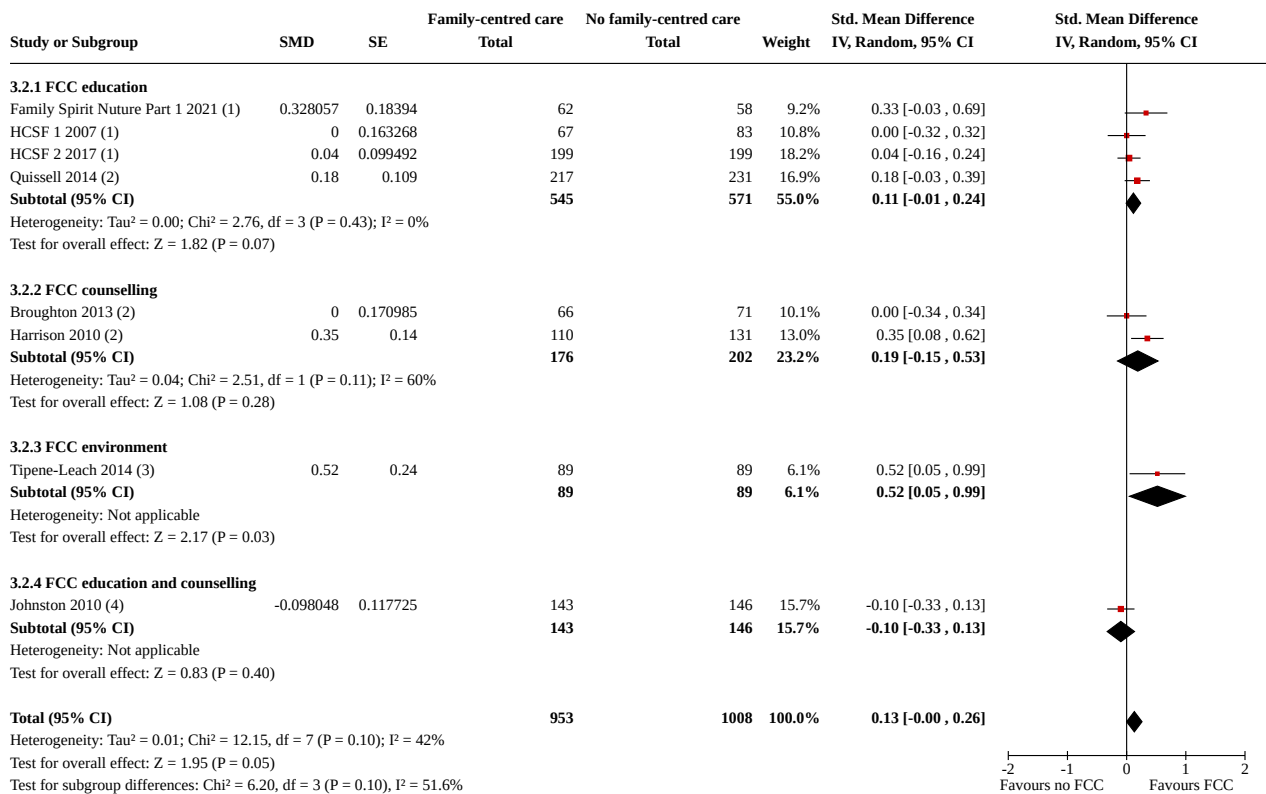 Family-centred care No family-centred care Std. Mean Difference Std. Mean Difference
Study or Subgroup SMD SE Total Total Weight IV, Random, 95% CI IV, Random, 95% CI
3.2.1 FCC education
Family Spirit Nuture Part 1 2021 (1) 0.328057 0.18394 62 58 9.2% 0.33 [-0.03 , 0.69]
HCSF 1 2007 (1) 0 0.163268 67 83 10.8% 0.00 [-0.32 , 0.32]
HCSF 2 2017 (1) 0.04 0.099492 199 199 18.2% 0.04 [-0.16 , 0.24]
Quissell 2014 (2) 0.18 0.109 217 231 16.9% 0.18 [-0.03 , 0.39]
Subtotal (95% CI) 545 571 55.0% 0.11 [-0.01 , 0.24]
Heterogeneity: Tau² = 0.00; Chi² = 2.76, df = 3 (P = 0.43); I² = 0%
Test for overall effect: Z = 1.82 (P = 0.07)
3.2.2 FCC counselling
Broughton 2013 (2) 0 0.170985 66 71 10.1% 0.00 [-0.34 , 0.34]
Harrison 2010 (2) 0.35 0.14 110 131 13.0% 0.35 [0.08 , 0.62]
Subtotal (95% CI) 176 202 23.2% 0.19 [-0.15 , 0.53]
Heterogeneity: Tau² = 0.04; Chi² = 2.51, df = 1 (P = 0.11); I² = 60%
Test for overall effect: Z = 1.08 (P = 0.28)
3.2.3 FCC environment
Tipene-Leach 2014 (3) 0.52 0.24 89 89 6.1% 0.52 [0.05 , 0.99]
Subtotal (95% CI) 89 89 6.1% 0.52 [0.05 , 0.99]
Heterogeneity: Not applicable
Test for overall effect: Z = 2.17 (P = 0.03)
3.2.4 FCC education and counselling
Johnston 2010 (4) -0.098048 0.117725 143 146 15.7% -0.10 [-0.33 , 0.13]
Subtotal (95% CI) 143 146 15.7% -0.10 [-0.33 , 0.13]
Heterogeneity: Not applicable
Test for overall effect: Z = 0.83 (P = 0.40)
Total (95% CI) 953 1008 100.0% 0.13 [-0.00 , 0.26]
Heterogeneity: Tau² = 0.01; Chi² = 12.15, df = 7 (P = 0.10); I² = 42%
Test for overall effect: Z = 1.95 (P = 0.05) -2 -1 0 1 2
Test for subgroup differences: Chi² = 6.20, df = 3 (P = 0.10), I² = 51.6% Favours no FCC Favours FCC